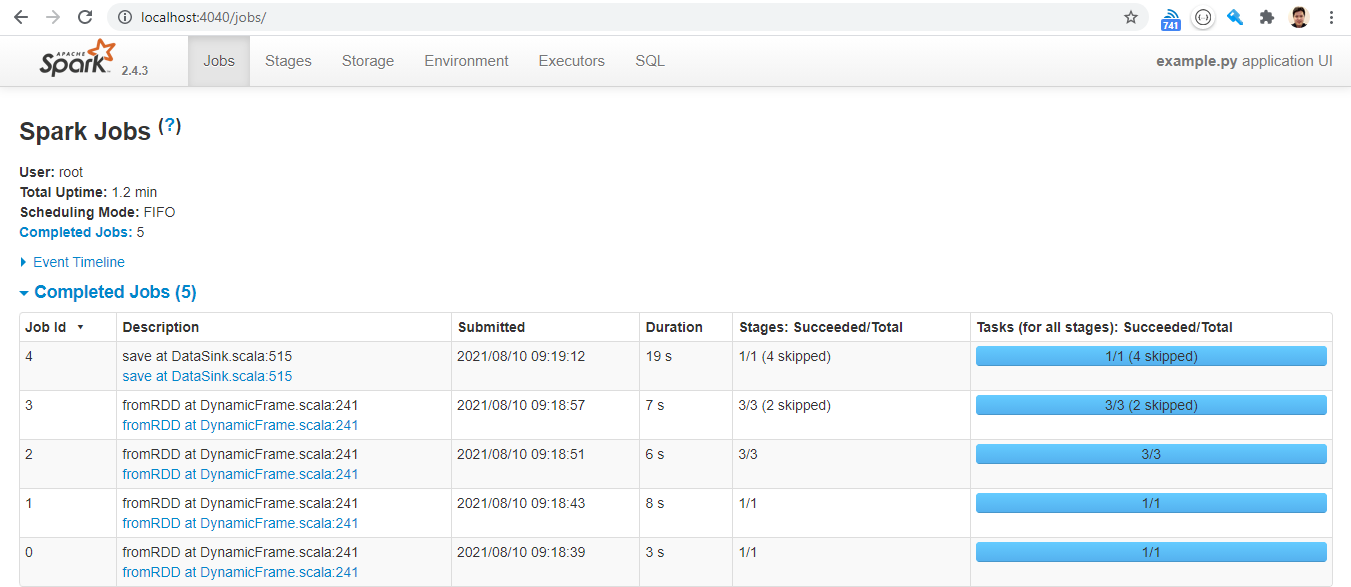 localhost:4040/jobs/
741
APACHE Spark 2.4.3 Jobs Stages Storage Environment Executors SQL example.py application UI
Spark Jobs (?)
User: root
Total Uptime: 1.2 min
Scheduling Mode: FIFO
Completed Jobs: 5
Event Timeline
Completed Jobs (5)
Job Id ▾ Description Submitted Duration Stages: Succeeded/Total Tasks (for all stages): Succeeded/Total
4 save at DataSink.scala:515 2021/08/10 09:19:12 19 s 1/1 (4 skipped) 1/1 (4 skipped)
save at DataSink.scala:515
3 fromRDD at DynamicFrame.scala:241 2021/08/10 09:18:57 7 s 3/3 (2 skipped) 3/3 (2 skipped)
fromRDD at DynamicFrame.scala:241
2 fromRDD at DynamicFrame.scala:241 2021/08/10 09:18:51 6 s 3/3 3/3
fromRDD at DynamicFrame.scala:241
1 fromRDD at DynamicFrame.scala:241 2021/08/10 09:18:43 8 s 1/1 1/1
fromRDD at DynamicFrame.scala:241
0 fromRDD at DynamicFrame.scala:241 2021/08/10 09:18:39 3 s 1/1 1/1
fromRDD at DynamicFrame.scala:241